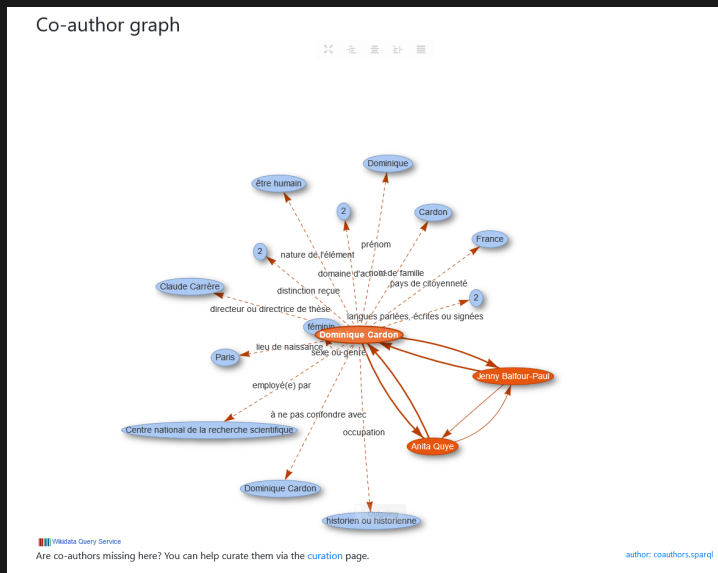 Co-author graph
Dominique
être humain
2
Cardon
prénom
France
2
nature de l'élément
nom de famille
pays de citoyenneté
distinction reçue
Claude Carrère
2
directeur ou directrice de thèse
langues parlées, écrites ou signées
féminin
Dominique Cardon
lieu de naissance
sexe ou genre
Paris
Jenny Balfour-Paul
employé(e) par
à ne pas confondre avec
Centre national de la recherche scientifique
occupation
Anita Quye
Dominique Cardon
historien ou historienne
Wikidata Query Service
Are co-authors missing here? You can help curate them via the curation page.
author: coauthors.sparql